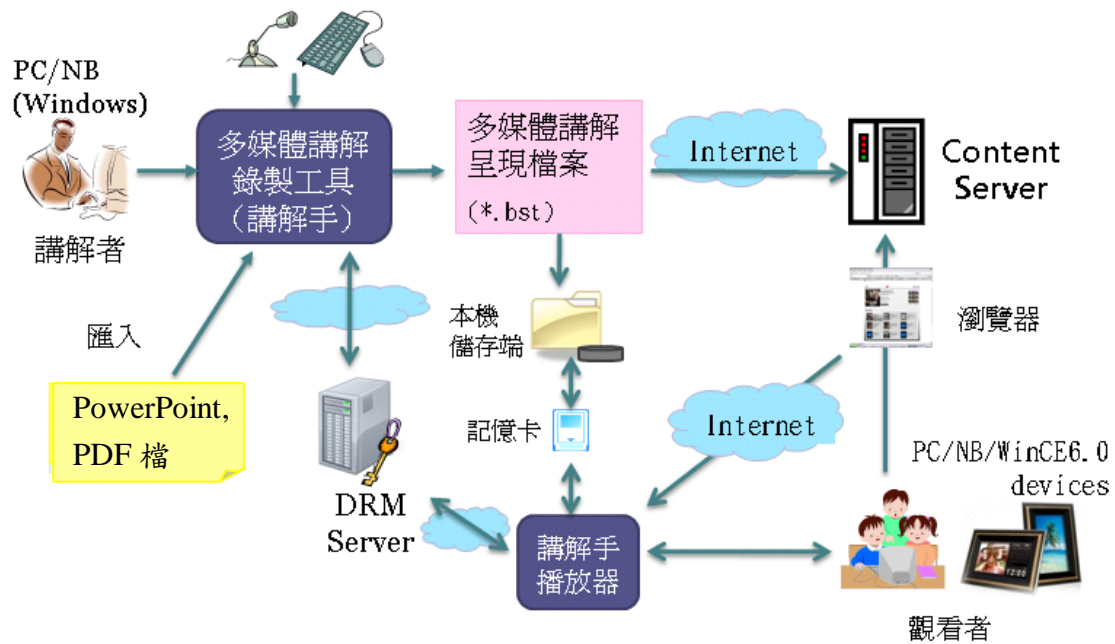 PC/NB
(Windows)
講解者
多媒體講解
錄製工具
(講解手)
多媒體講解
呈現檔案
(*.bst)
Internet
Content
Server
匯入
PowerPoint,
PDF 檔
本機
儲存端
瀏覽器
記憶卡
Internet
PC/NB/WinCE6.0
devices
DRM
Server
講解手
播放器
12:00
觀看者